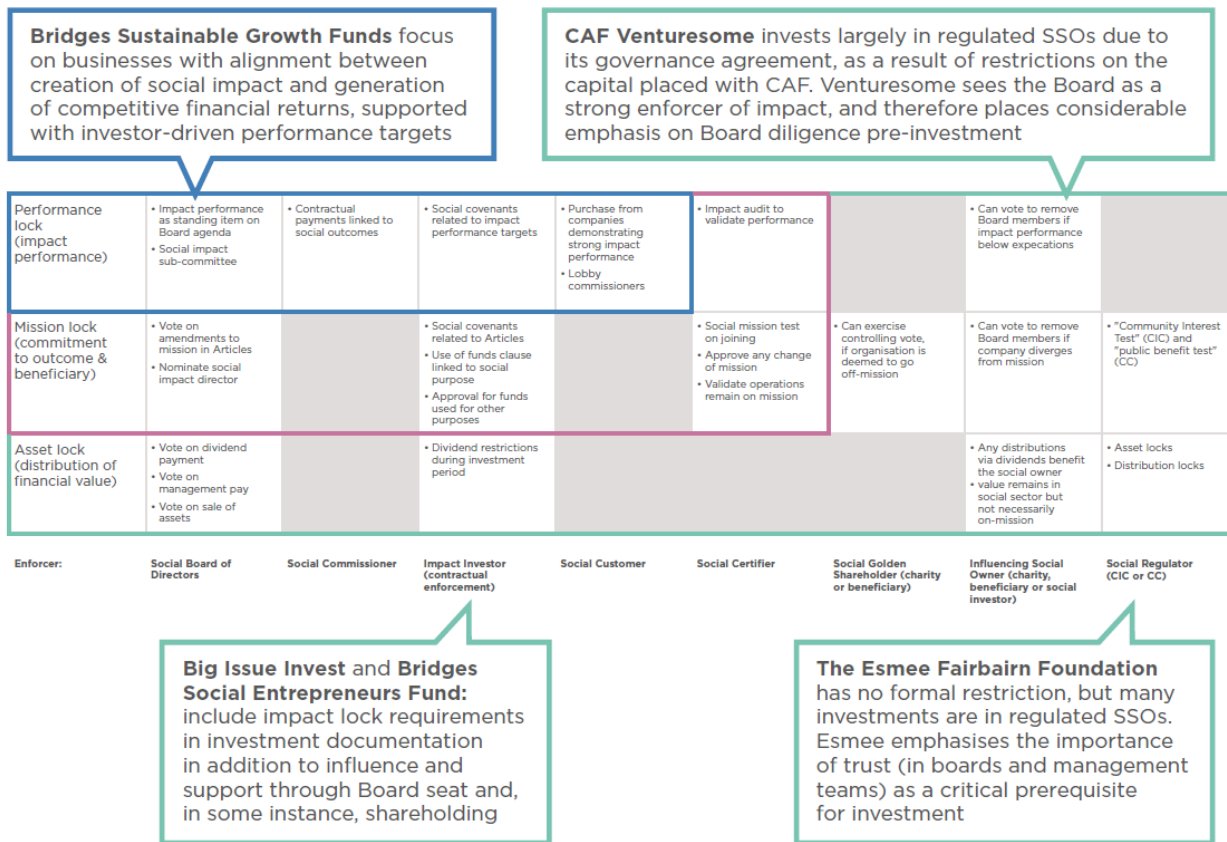 Bridges Sustainable Growth Funds focus
on businesses with alignment between
creation of social impact and generation
of competitive financial returns, supported
with investor-driven performance targets
CAF Venturesome invests largely in regulated SSOs due to
its governance agreement, as a result of restrictions on the
capital placed with CAF. Venturesome sees the Board as a
strong enforcer of impact, and therefore places considerable
emphasis on Board diligence pre-investment
Performance
lock
(impact
performance)
• Impact performance
as standing item on
Board agenda
• Social impact
sub-committee
• Contractual
payments linked to
social outcomes
• Social covenants
related to impact
performance targets
• Purchase from
companies
demonstrating
strong impact
performance
• Lobby
commissioners
• Impact audit to
validate performance
• Can vote to remove
Board members if
impact performance
below expecations
Mission lock
(commitment
to outcome &
beneficiary)
• Vote on
amendments to
mission in Articles
• Nominate social
impact director
• Social covenants
related to Articles
• Use of funds clause
linked to social
purpose
• Approval for funds
used for other
purposes
• Social mission test
on joining
• Approve any change
of mission
• Validate operations
remain on mission
• Can exercise
controlling vote,
if organisation is
deemed to go
off-mission
• Can vote to remove
Board members if
company diverges
from mission
• "Community Interest
Test" (CIC) and
"public benefit test"
(CC)
Asset lock
(distribution of
financial value)
• Vote on dividend
payment
• Vote on
management pay
• Vote on sale of
assets
• Dividend restrictions
during investment
period
• Any distributions
via dividends benefit
the social owner
• value remains in
social sector but
not necessarily
on-mission
• Asset locks
• Distribution locks
Enforcer:
Social Board of
Directors
Social Commissioner
Impact Investor
(contractual
enforcement)
Social Customer
Social Certifier
Social Golden
Shareholder (charity
or beneficiary)
Influencing Social
Owner (charity,
beneficiary or social
investor)
Social Regulator
(CIC or CC)
Big Issue Invest and Bridges
Social Entrepreneurs Fund:
include impact lock requirements
in investment documentation
in addition to influence and
support through Board seat and,
in some instance, shareholding
The Esmee Fairbairn Foundation
has no formal restriction, but many
investments are in regulated SSOs.
Esmee emphasises the importance
of trust (in boards and management
teams) as a critical prerequisite
for investment